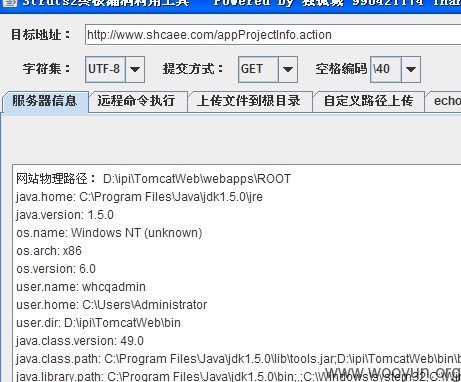 Struts2终极漏洞利用工具 Powered By
目标地址： http://www.shcaee.com/appProjectInfo.action
字符集： UTF-8 提交方式： GET 空格编码 \40
服务器信息 远程命令执行 上传文件到根目录 自定义路径上传 echo
网站物理路径： D:\ipi\TomcatWeb\webapps\ROOT
java.home: C:\Program Files\Java\jdk1.5.0\jre
java.version: 1.5.0
os.name: Windows NT (unknown)
os.arch: x86
os.version: 6.0
user.name: whcqadmin
user.home: C:\Users\Administrator
user.dir: D:\ipi\TomcatWeb\bin
java.class.version: 49.0
java.class.path: C:\Program Files\Java\jdk1.5.0\lib\tools.jar;D:\ipi\TomcatWeb\bin\b
java.library.path: C:\Program Files\Java\jdk1.5.0\bin;.;C:\Windows\system32;C:\Win
www.wooyun.org